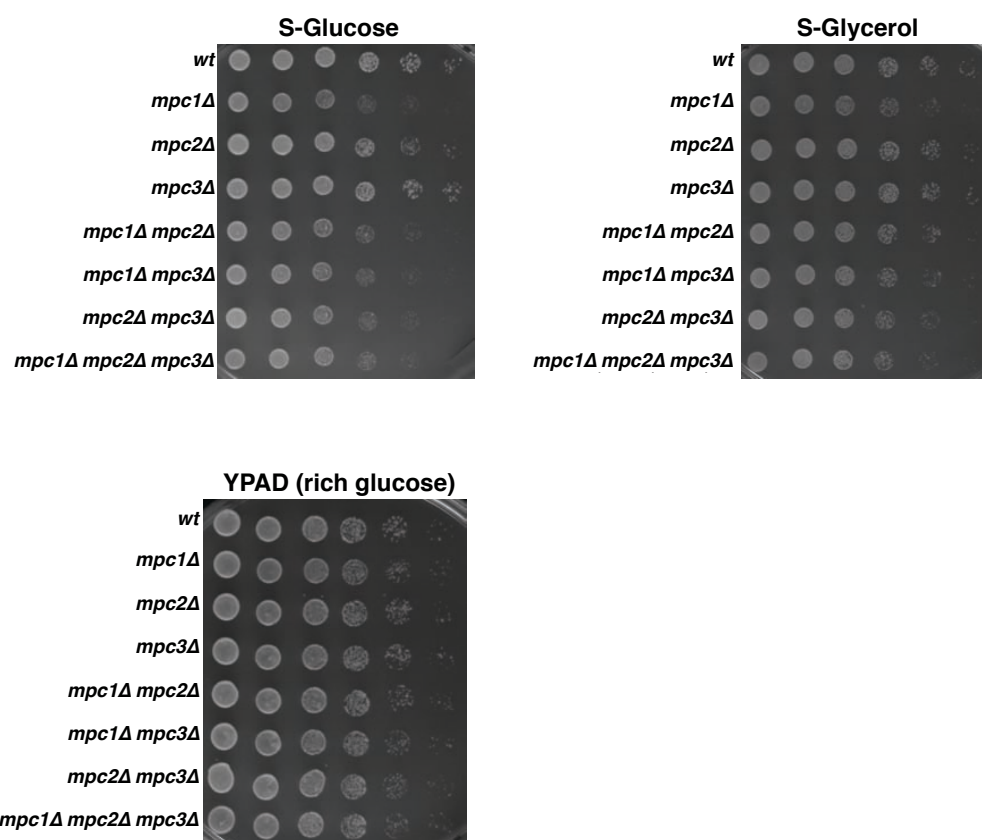 S-Glucose
wt
mpc1Δ
mpc2Δ
mpc3Δ
mpc1Δ mpc2Δ
mpc1Δ mpc3Δ
mpc2Δ mpc3Δ
mpc1Δ mpc2Δ mpc3Δ
S-Glycerol
wt
mpc1Δ
mpc2Δ
mpc3Δ
mpc1Δ mpc2Δ
mpc1Δ mpc3Δ
mpc2Δ mpc3Δ
mpc1Δ mpc2Δ mpc3Δ
YPAD (rich glucose)
wt
mpc1Δ
mpc2Δ
mpc3Δ
mpc1Δ mpc2Δ
mpc1Δ mpc3Δ
mpc2Δ mpc3Δ
mpc1Δ mpc2Δ mpc3Δ